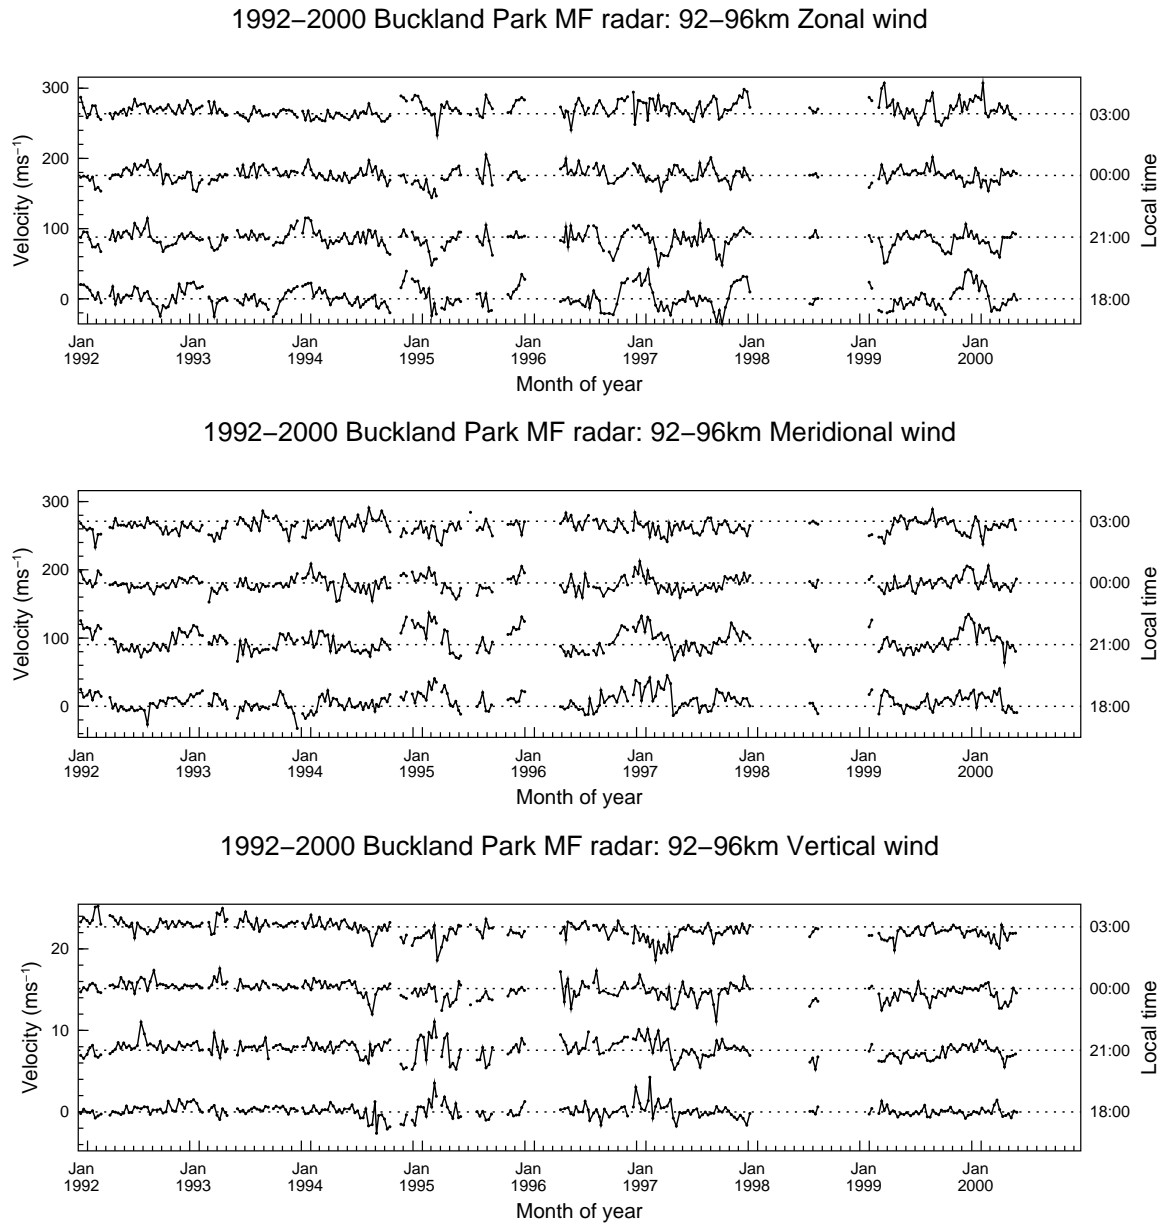 1992−2000 Buckland Park MF radar: 92−96km Zonal wind
300
200
100
0
Velocity (ms⁻¹)
03:00
00:00
21:00
18:00
Local time
Jan Jan Jan Jan Jan Jan Jan Jan Jan
1992 1993 1994 1995 1996 1997 1998 1999 2000
Month of year
1992−2000 Buckland Park MF radar: 92−96km Meridional wind
300
200
100
0
Velocity (ms⁻¹)
03:00
00:00
21:00
18:00
Local time
Jan Jan Jan Jan Jan Jan Jan Jan Jan
1992 1993 1994 1995 1996 1997 1998 1999 2000
Month of year
1992−2000 Buckland Park MF radar: 92−96km Vertical wind
20
10
0
Velocity (ms⁻¹)
03:00
00:00
21:00
18:00
Local time
Jan Jan Jan Jan Jan Jan Jan Jan Jan
1992 1993 1994 1995 1996 1997 1998 1999 2000
Month of year